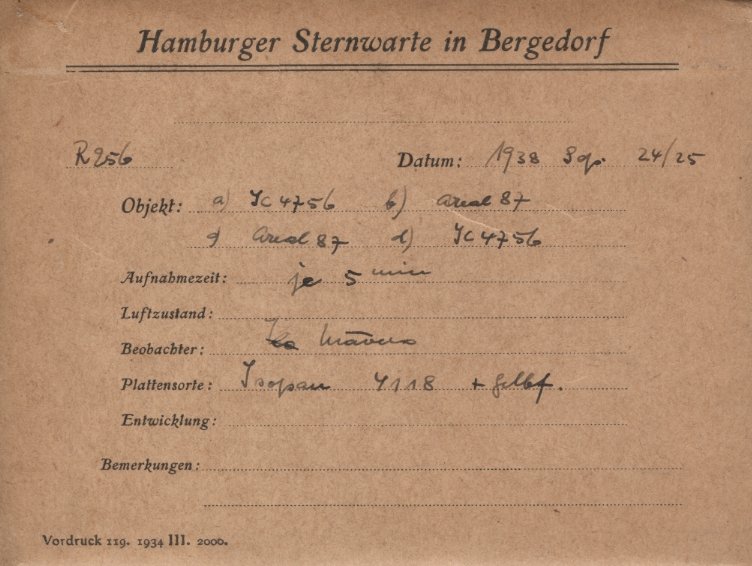 Hamburger Sternwarte in Bergedorf
R256 Datum: 1938 Sep. 24/25
Objekt: a) IC 4756 b) Areal 87
c) Areal 87 d) IC 4756
Aufnahmezeit: je 5 min
Luftzustand:
Beobachter:
Plattensorte: Isopan 4118 + Gelbf.
Entwicklung:
Bemerkungen:
Vordruck 119. 1934 III. 2000.